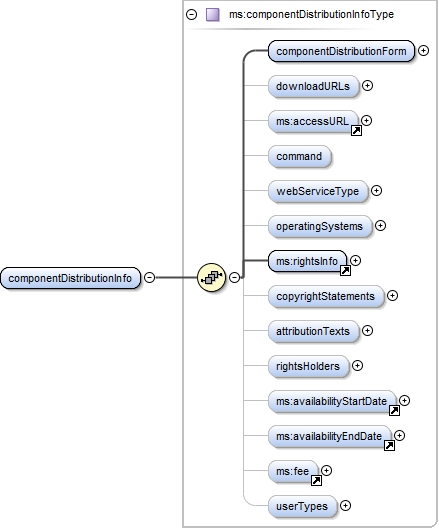 ms:componentDistributionInfoType
componentDistributionForm
downloadURLs
ms:accessURL
command
webServiceType
operatingSystems
ms:rightsInfo
componentDistributionInfo
copyrightStatements
attributionTexts
rightsHolders
ms:availabilityStartDate
ms:availabilityEndDate
ms:fee
userTypes